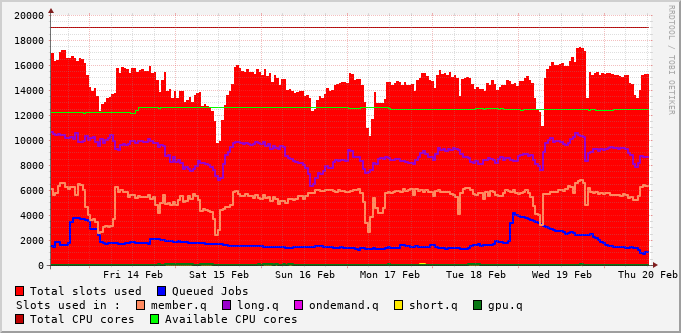 RRDTOOL / TOBI OETIKER
20000
18000
16000
14000
12000
10000
8000
6000
4000
2000
0
Fri 14 Feb Sat 15 Feb Sun 16 Feb Mon 17 Feb Tue 18 Feb Wed 19 Feb Thu 20 Feb
Total slots used Queued Jobs
Slots used in : member.q long.q ondemand.q short.q gpu.q
Total CPU cores Available CPU cores